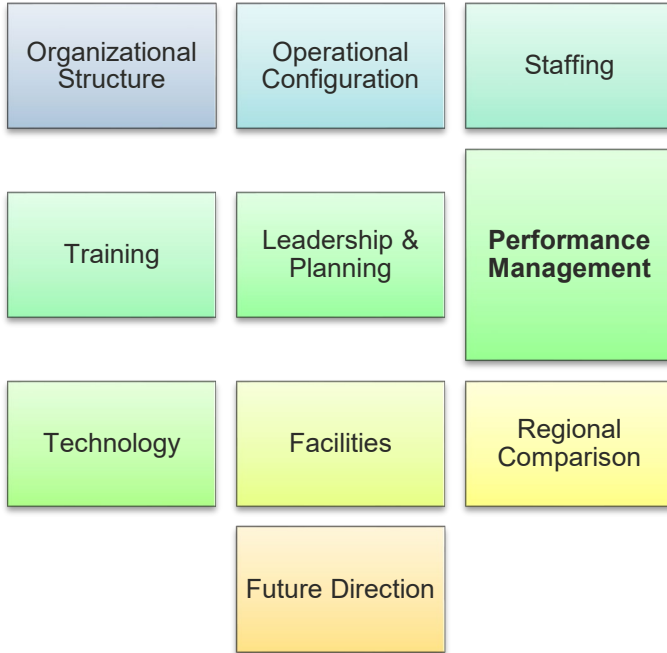 Organizational
Structure
Operational
Configuration
Staffing
Training
Leadership &
Planning
Performance
Management
Technology
Facilities
Regional
Comparison
Future Direction